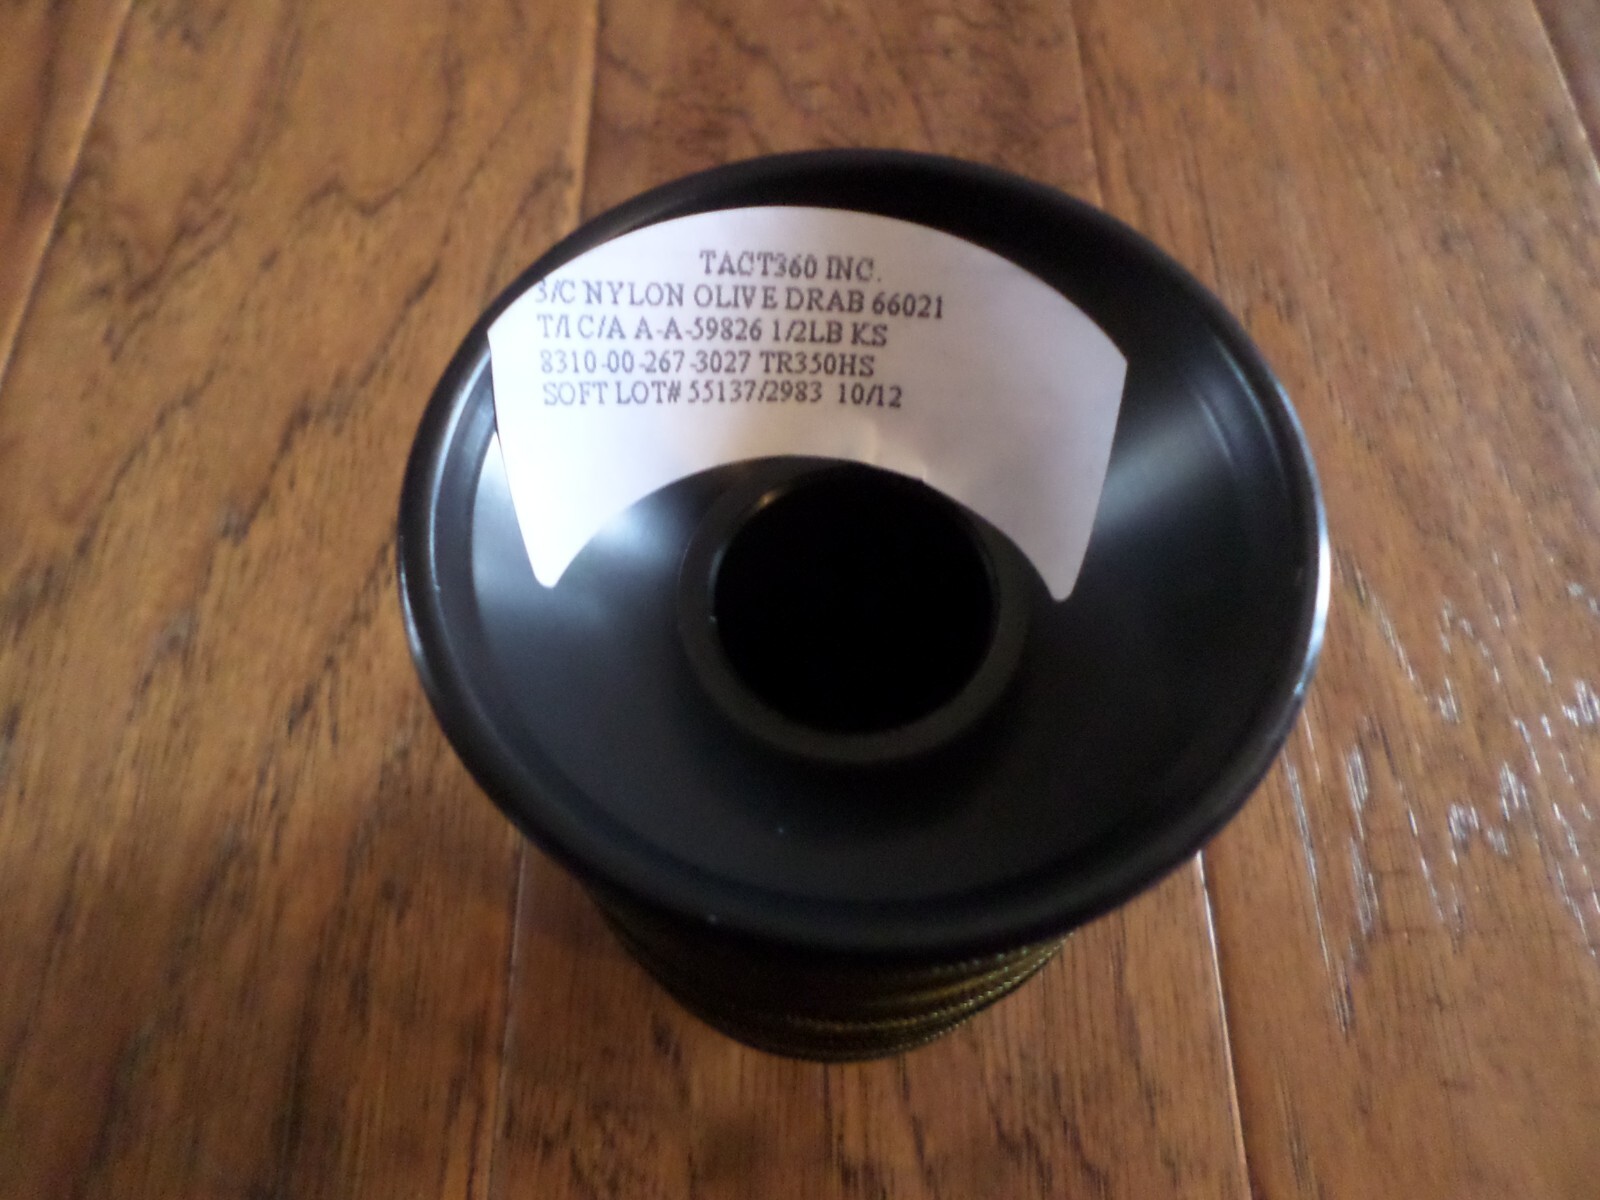 TACT360 INC.
3/C NYLON OLIVE DRAB 66021
T/I C/A A-A-59826 1/2LB KS
8310-00-267-3027 TR350HS
SOFT LOT# 55137/2983 10/12